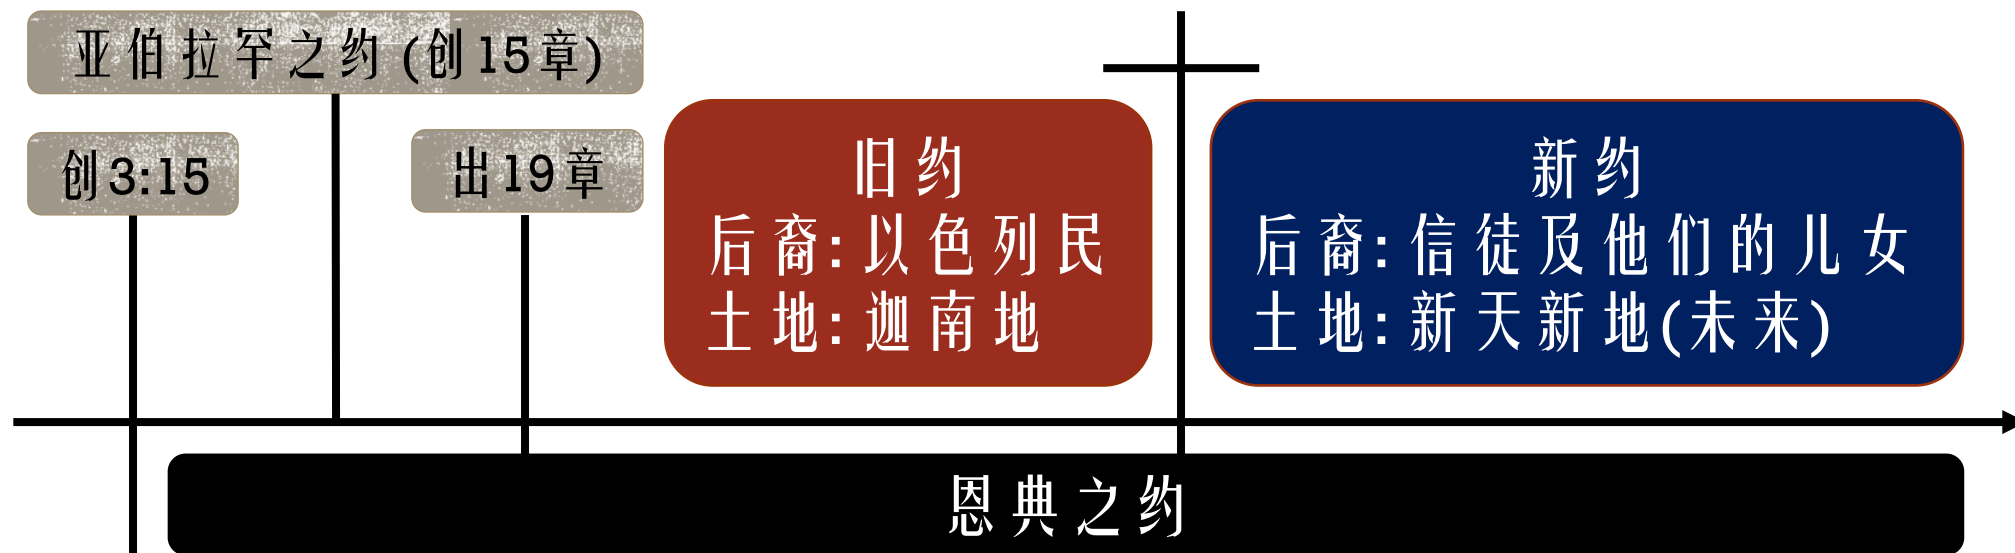 亚伯拉罕之约 (创15章)
创3:15
出19章
旧约
后裔: 以色列民
土地: 迦南地
新约
后裔: 信徒及他们的儿女
土地: 新天新地(未来)
恩典之约